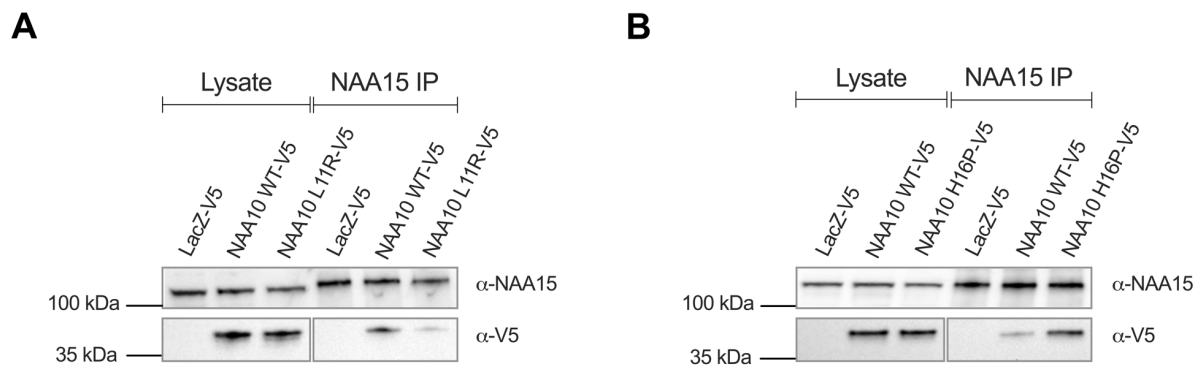 A
Lysate
NAA15 IP
LacZ-V5
NAA10 WT-V5
NAA10 L11R-V5
LacZ-V5
NAA10 WT-V5
NAA10 L11R-V5
α-NAA15
100 kDa
α-V5
35 kDa
B
Lysate
NAA15 IP
LacZ-V5
NAA10 WT-V5
NAA10 H16P-V5
LacZ-V5
NAA10 WT-V5
NAA10 H16P-V5
α-NAA15
100 kDa
α-V5
35 kDa